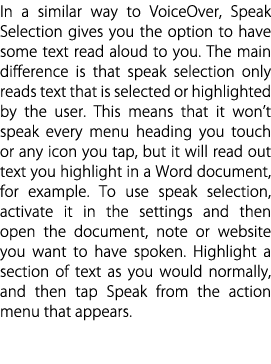 In a similar way to VoiceOver, Speak
Selection gives you the option to have
some text read aloud to you. The main
difference is that speak selection only
reads text that is selected or highlighted
by the user. This means that it won’t
speak every menu heading you touch
or any icon you tap, but it will read out
text you highlight in a Word document,
for example. To use speak selection,
activate it in the settings and then
open the document, note or website
you want to have spoken. Highlight a
section of text as you would normally,
and then tap Speak from the action
menu that appears.